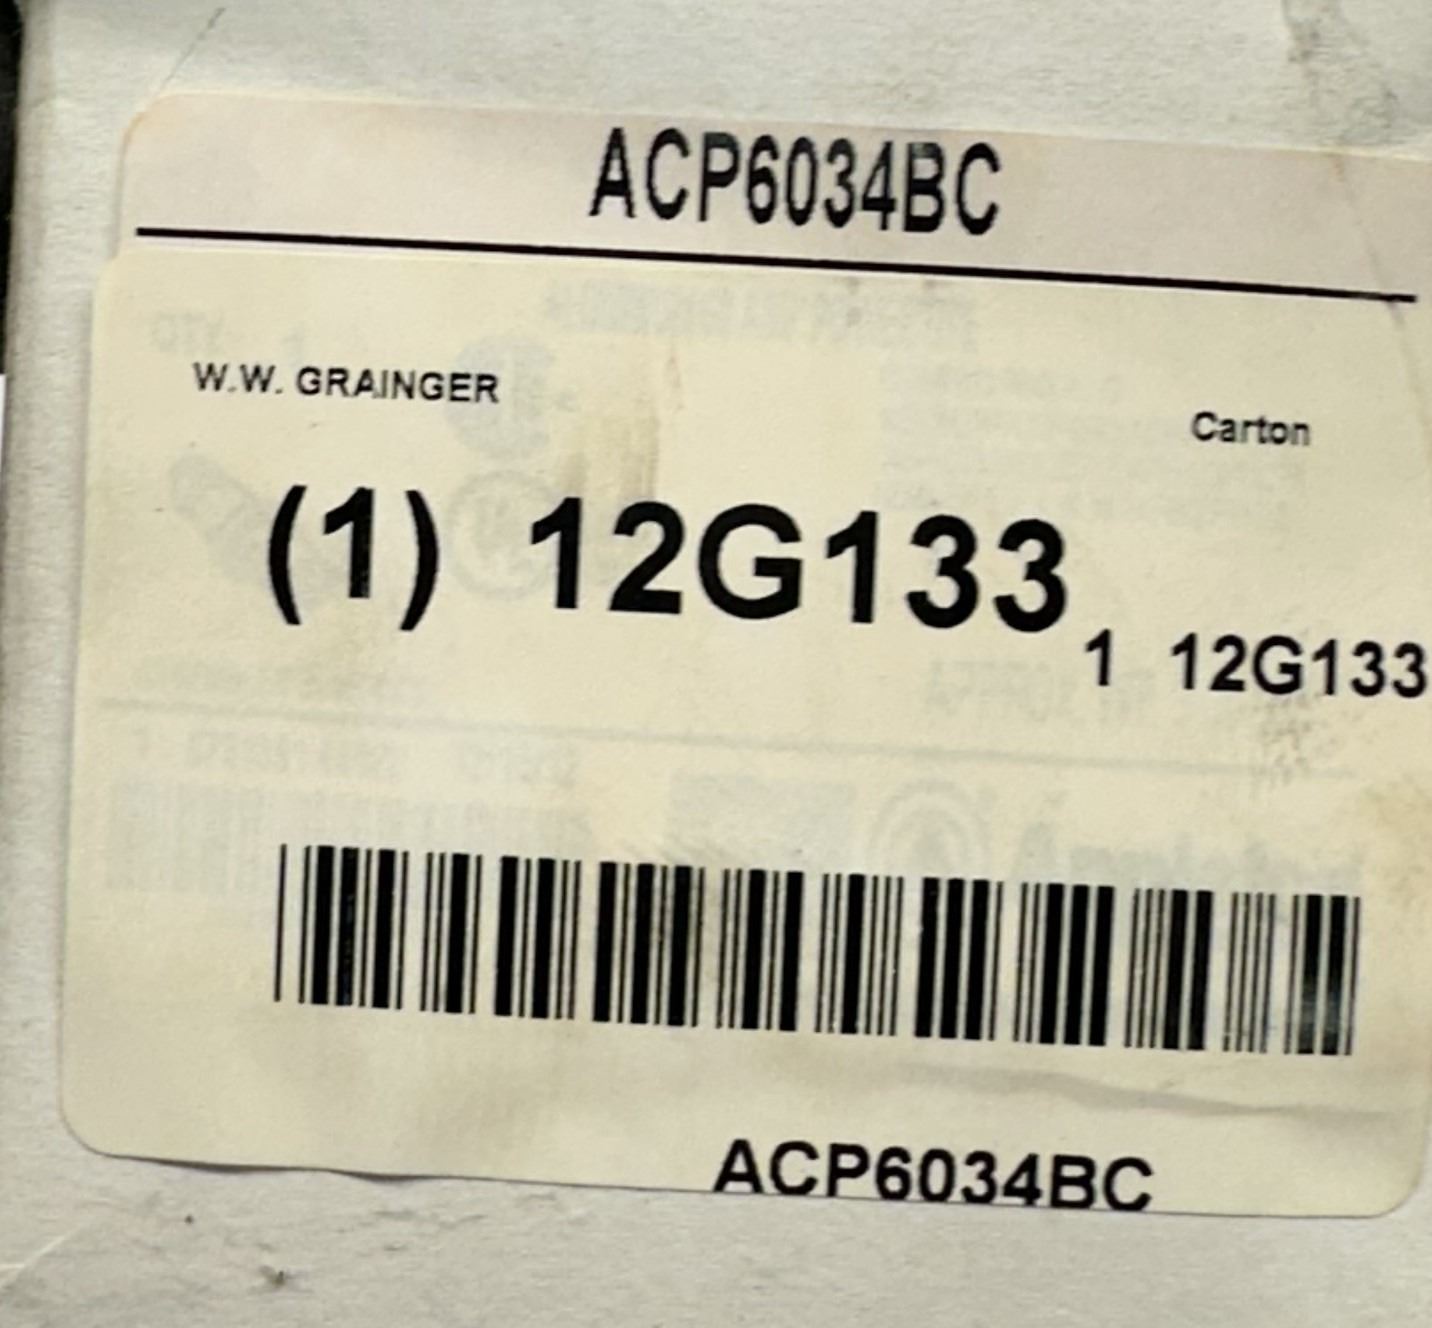 ACP6034BC
W.W. GRAINGER
Carton
(1) 12G133
1 12G133
ACP6034BC